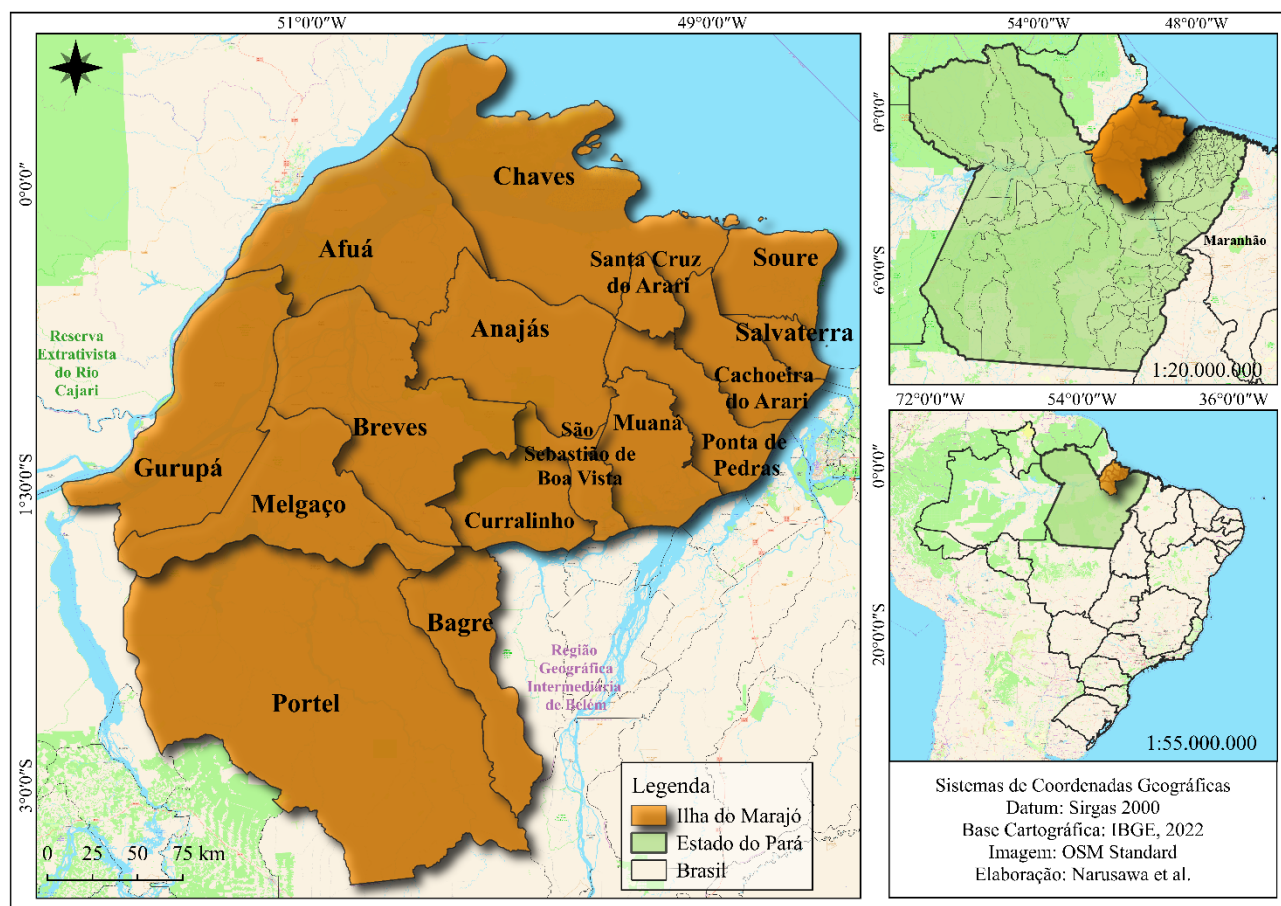 51°0'0"W
49°0'0"W
0°0'0"
1°30'0"S
3°0'0"S
Chaves
Afuá
Santa Cruz
do Arari
Soure
Anajás
Salvaterra
Reserva
Extrativista
do Rio
Cajari
Cachoeira
do Arari
Breves
São
Sebastião de
Boa Vista
Muaná
Ponta de
Pedras
Gurupá
Melgaço
Curralinho
Bagre
Região
Geográfica
Intermediária
de Belém
Portel
Legenda
Ilha do Marajó
Estado do Pará
Brasil
0 25 50 75 km
54°0'0"W
48°0'0"W
0°0'0"
6°0'0"S
Maranhão
1:20.000.000
72°0'0"W
54°0'0"W
36°0'0"W
0°0'0"
20°0'0"S
1:55.000.000
Sistemas de Coordenadas Geográficas
Datum: Sirgas 2000
Base Cartográfica: IBGE, 2022
Imagem: OSM Standard
Elaboração: Narusawa et al.